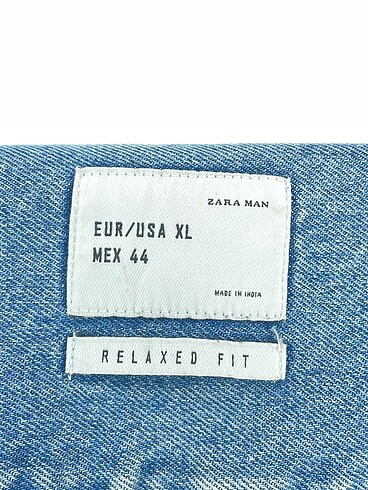 ZARA MAN
EUR/USA XL
MEX 44
MADE IN INDIA
RELAXED FIT